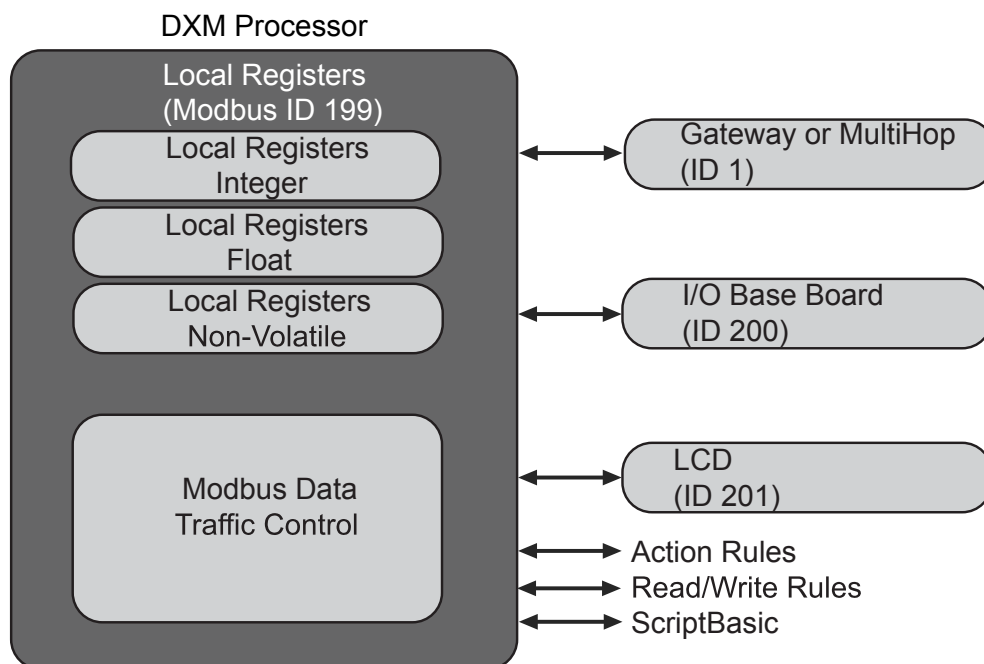 DXM Processor
Local Registers
(Modbus ID 199)
Local Registers
Integer
Local Registers
Float
Local Registers
Non-Volatile
Modbus Data
Traffic Control
Gateway or MultiHop
(ID 1)
I/O Base Board
(ID 200)
LCD
(ID 201)
Action Rules
Read/Write Rules
ScriptBasic